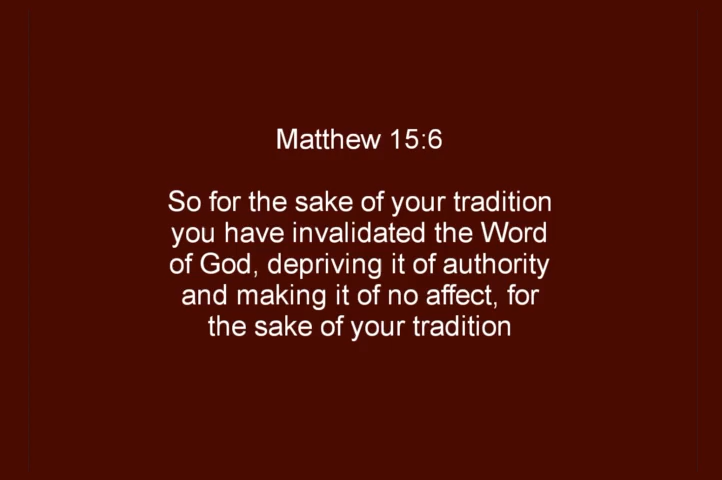 Matthew 15:6
So for the sake of your tradition
you have invalidated the Word
of God, depriving it of authority
and making it of no affect, for
the sake of your tradition